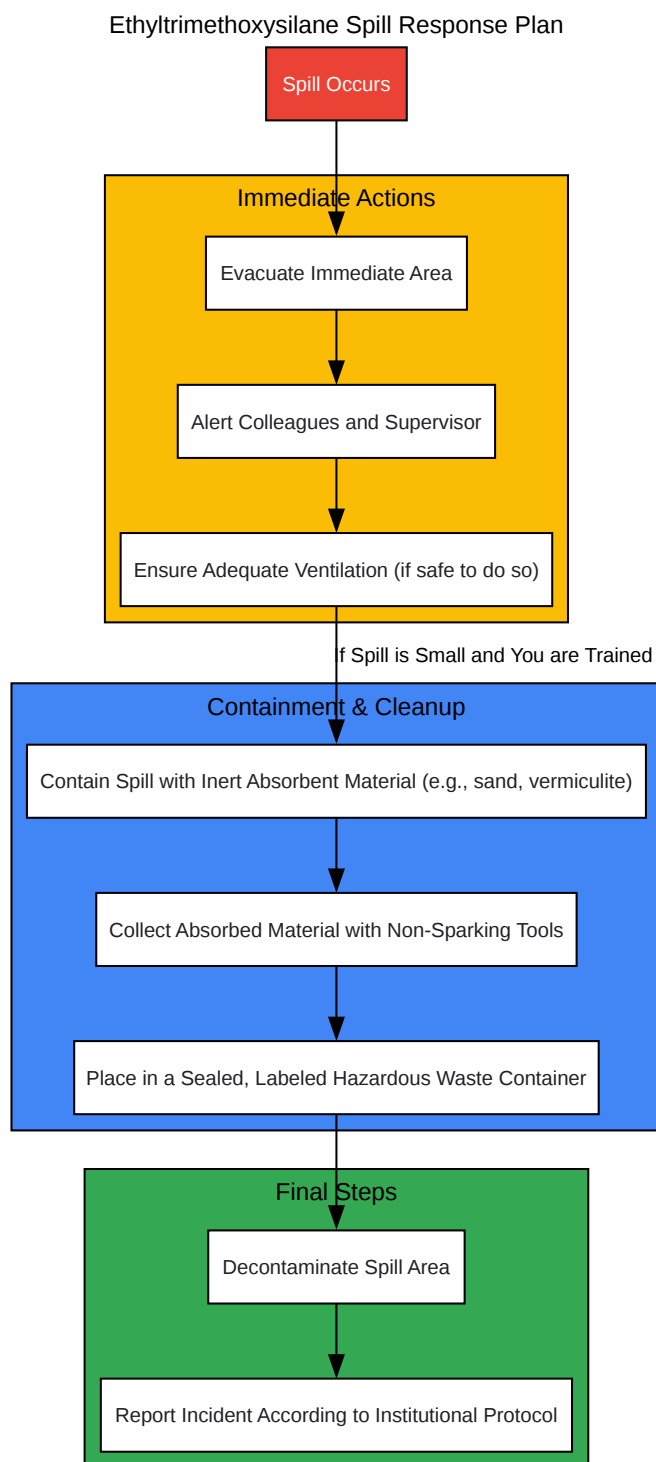 Ethyltrimethoxysilane Spill Response Plan
Spill Occurs
Immediate Actions
Evacuate Immediate Area
Alert Colleagues and Supervisor
Ensure Adequate Ventilation (if safe to do so)
If Spill is Small and You are Trained
Containment & Cleanup
Contain Spill with Inert Absorbent Material (e.g., sand, vermiculite)
Collect Absorbed Material with Non-Sparking Tools
Place in a Sealed, Labeled Hazardous Waste Container
Final Steps
Decontaminate Spill Area
Report Incident According to Institutional Protocol